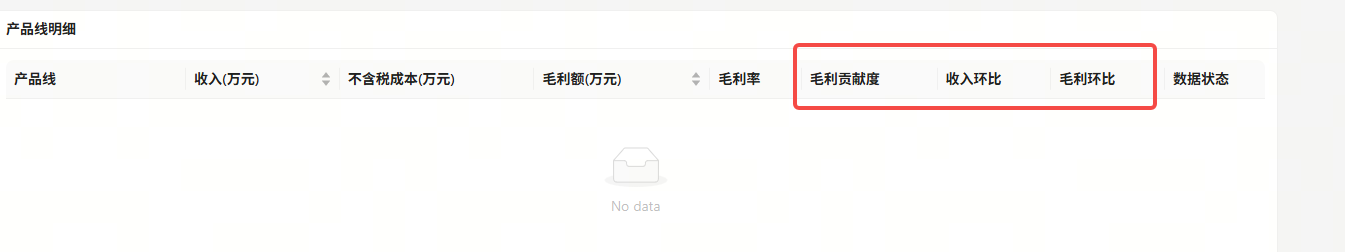 产品线明细
产品线 收入(万元) 不含税成本(万元) 毛利额(万元) 毛利率 毛利贡献度 收入环比 毛利环比 数据状态
No data